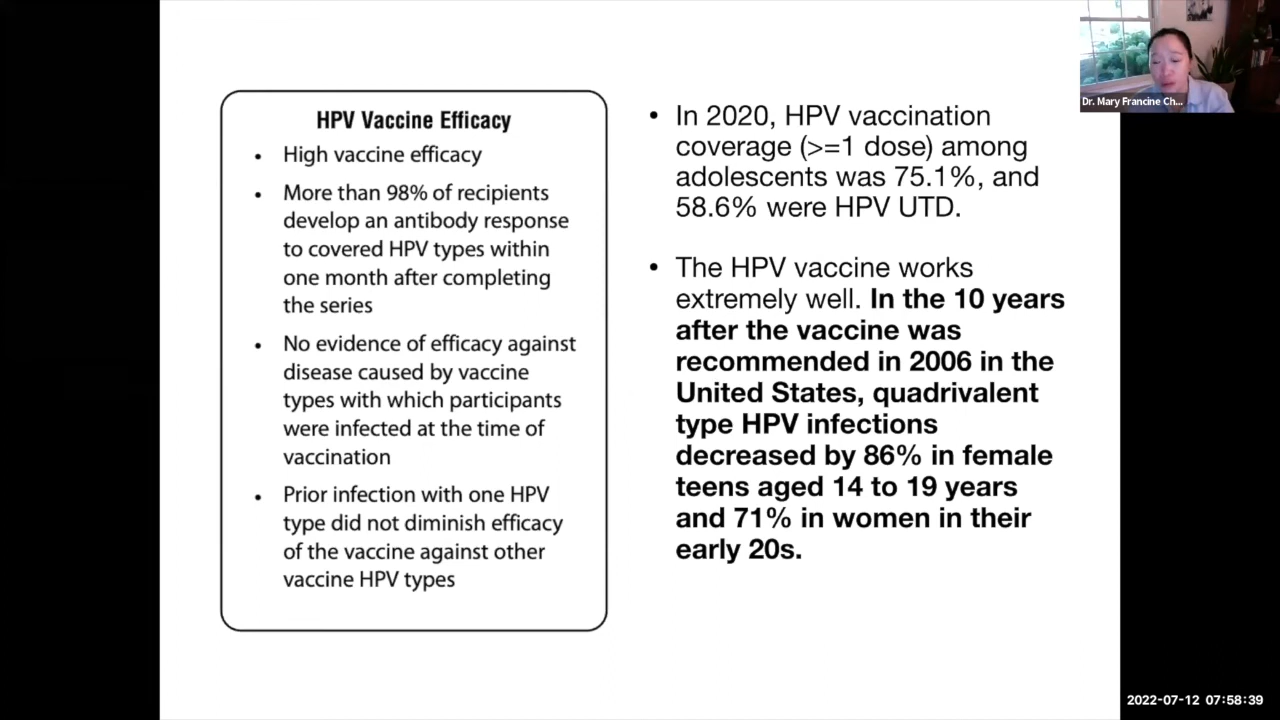 HPV Vaccine Efficacy
• High vaccine efficacy
• More than 98% of recipients
develop an antibody response
to covered HPV types within
one month after completing
the series
• No evidence of efficacy against
disease caused by vaccine
types with which participants
were infected at the time of
vaccination
• Prior infection with one HPV
type did not diminish efficacy
of the vaccine against other
vaccine HPV types
• In 2020, HPV vaccination
coverage (>=1 dose) among
adolescents was 75.1%, and
58.6% were HPV UTD.
• The HPV vaccine works
extremely well. In the 10 years
after the vaccine was
recommended in 2006 in the
United States, quadrivalent
type HPV infections
decreased by 86% in female
teens aged 14 to 19 years
and 71% in women in their
early 20s.
Dr. Mary Francine Ch...
2022-07-12 07:58:39